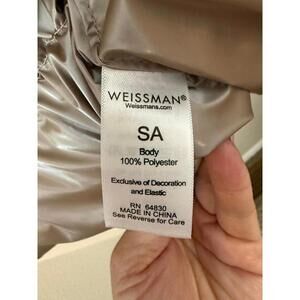 WEISSMAN®
Weissmans.com
SA
Body
100% Polyester
Exclusive of Decoration
and Elastic
RN 64830
MADE IN CHINA
See Reverse for Care